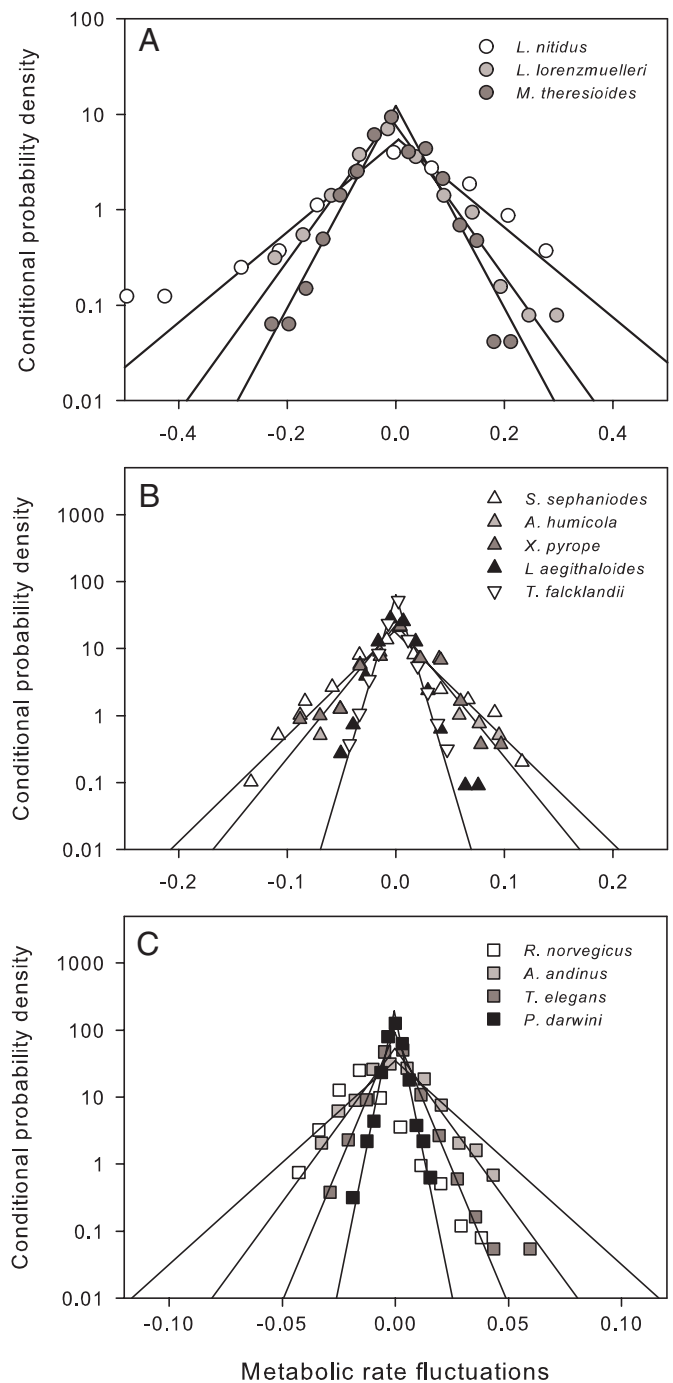 A
100
10
1
0.1
0.01
Conditional probability density
L. nitidus
L. lorenzmuelleri
M. theresioides
-0.4 -0.2 0.0 0.2 0.4
B
1000
100
10
1
0.1
0.01
Conditional probability density
S. sephaniodes
A. humicola
X. pyrope
L aegithaloides
T. falcklandii
-0.2 -0.1 0.0 0.1 0.2
C
1000
100
10
1
0.1
0.01
Conditional probability density
R. norvegicus
A. andinus
T. elegans
P. darwini
-0.10 -0.05 0.00 0.05 0.10
Metabolic rate fluctuations